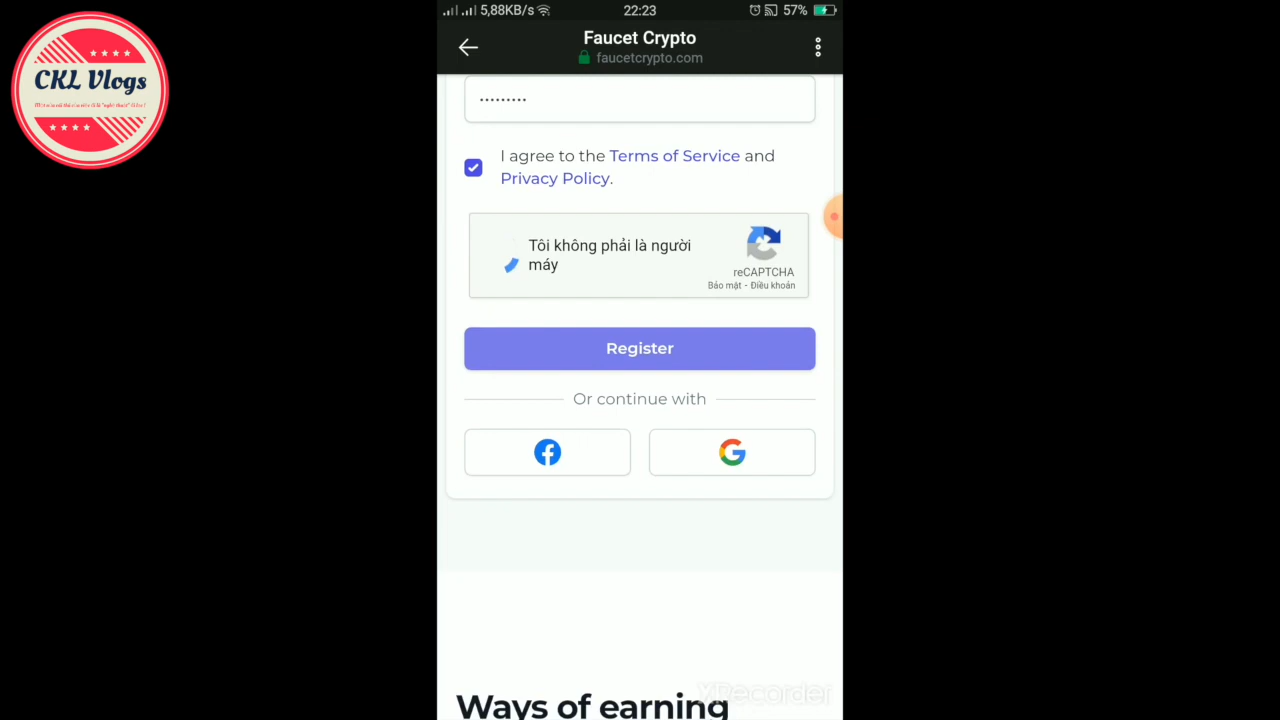 CKL Vlogs
5,88KB/s
22:23
57%
Faucet Crypto
faucetcrypto.com
•••••••••
I agree to the Terms of Service and
Privacy Policy.
Tôi không phải là người
máy
reCAPTCHA
Bảo mật - Điều khoản
Register
Or continue with
Ways of earning
XRecorder